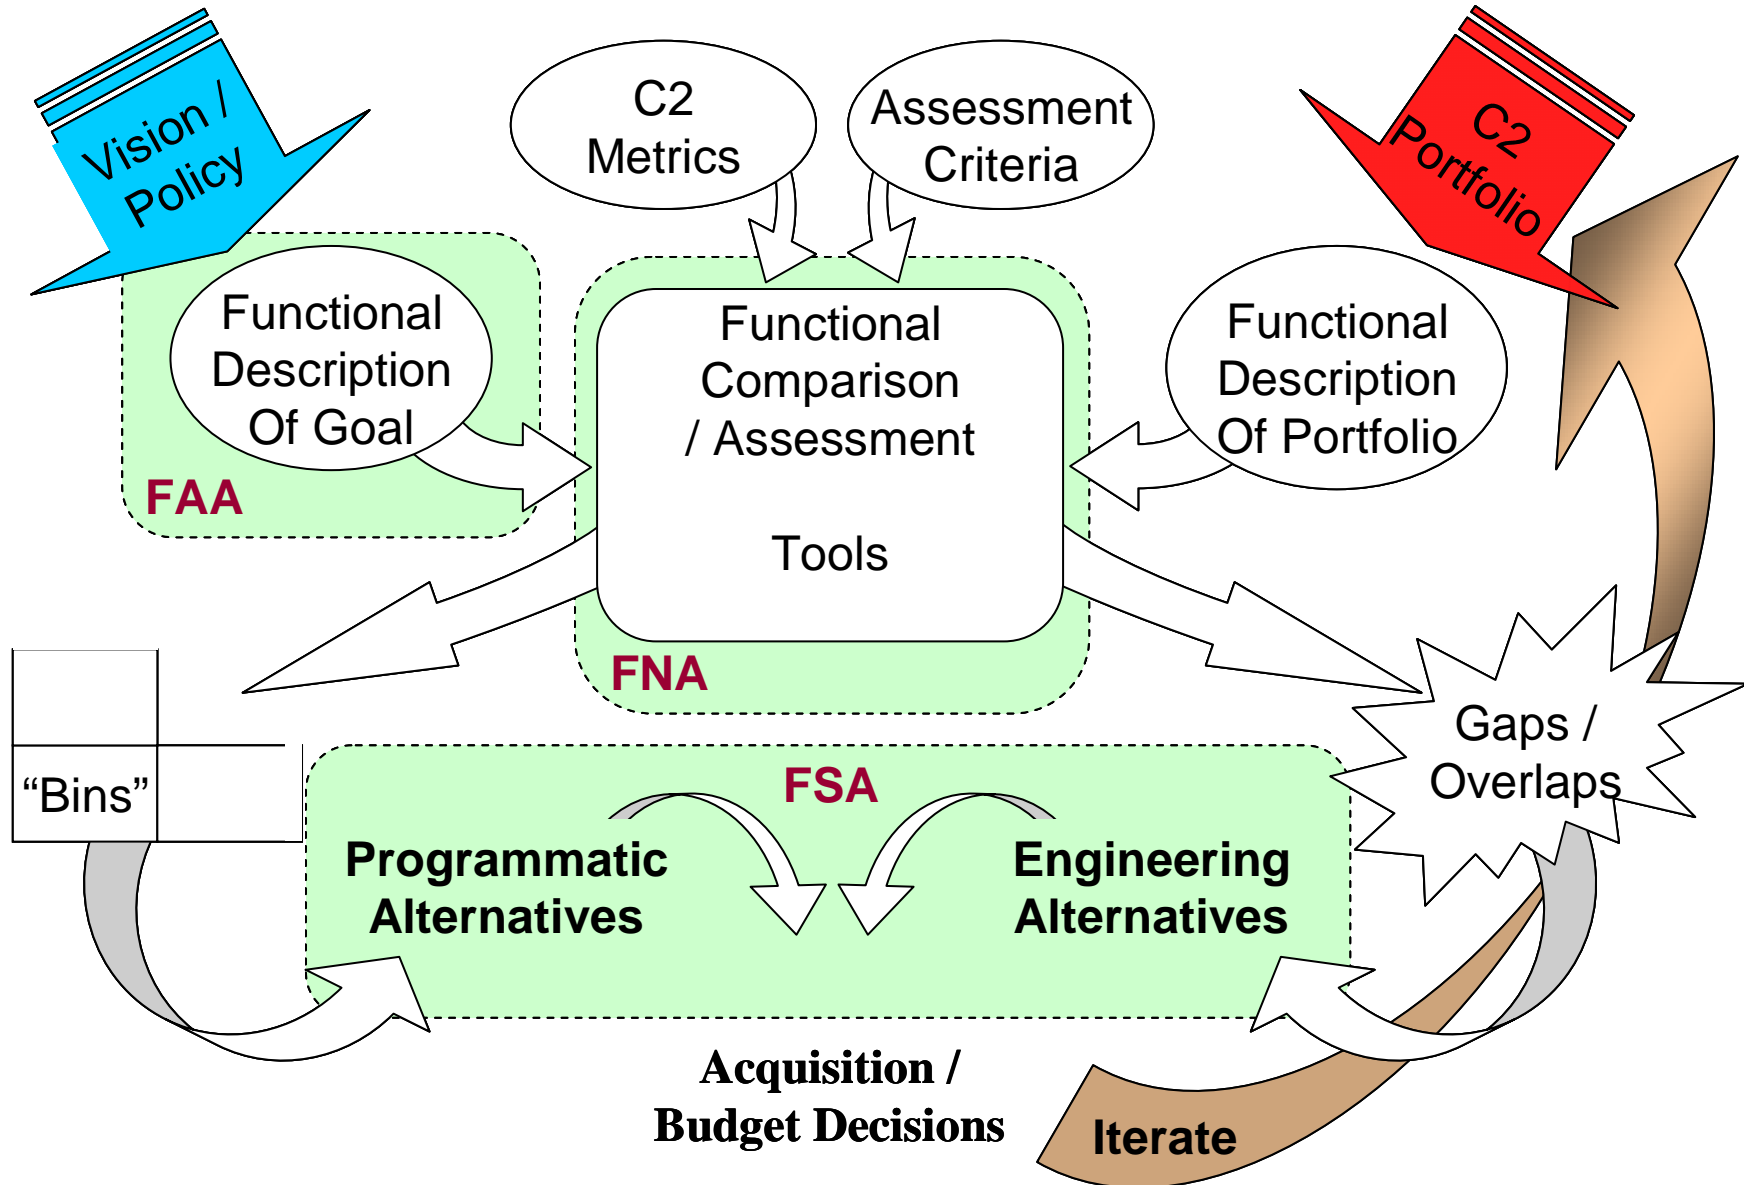 Vision /
Policy
C2
Metrics
Assessment
Criteria
C2
Portfolio
Functional
Description
Of Goal
FAA
Functional
Comparison
/ Assessment
Tools
FNA
Functional
Description
Of Portfolio
“Bins”
FSA
Programmatic
Alternatives
Engineering
Alternatives
Gaps /
Overlaps
Acquisition /
Budget Decisions
Iterate